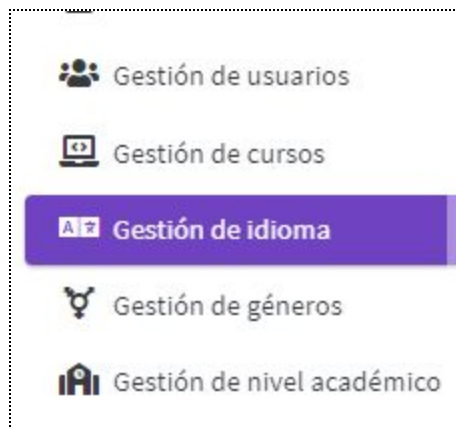 Gestión de usuarios
Gestión de cursos
Gestión de idioma
Gestión de géneros
Gestión de nivel académico